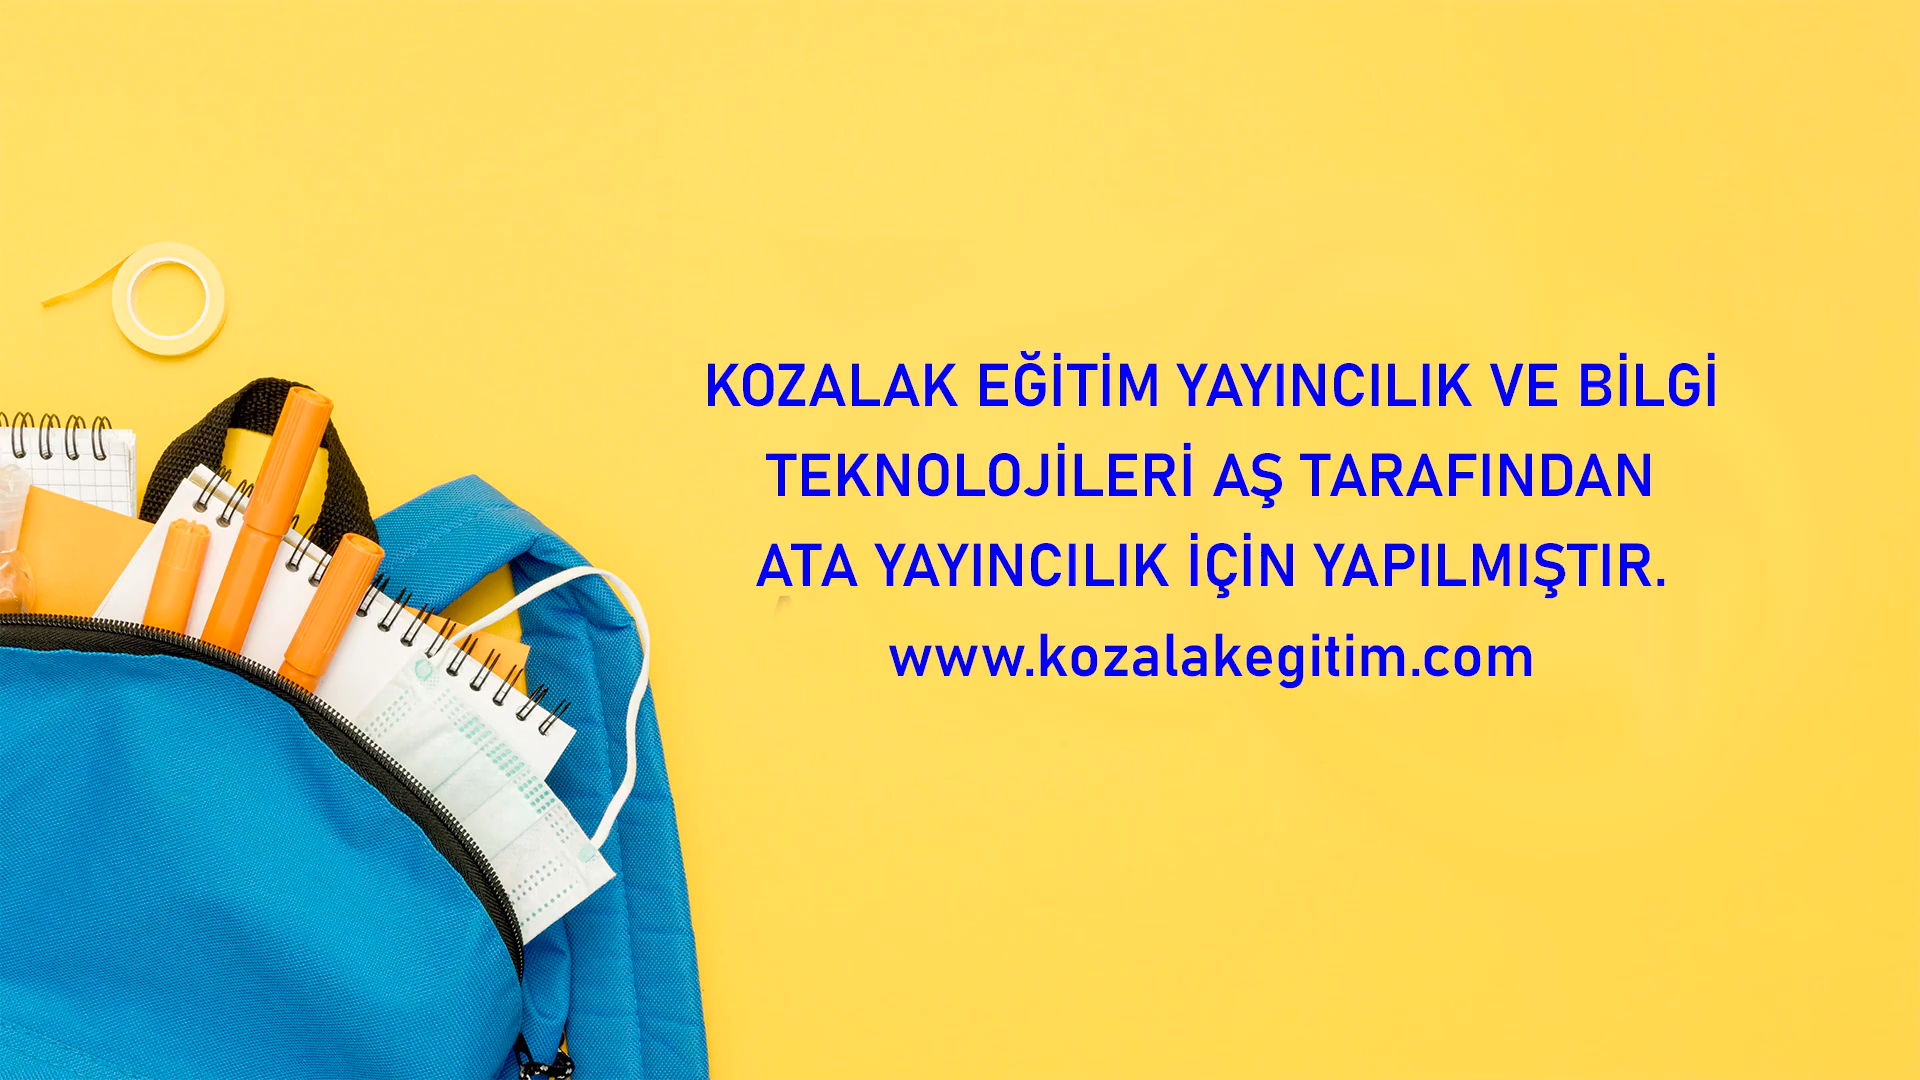 KOZALAK EĞİTİM YAYINCILIK VE BİLGİ
TEKNOLOJİLERİ AŞ TARAFINDAN
ATA YAYINCILIK İÇİN YAPILMIŞTIR.
www.kozalakegitim.com